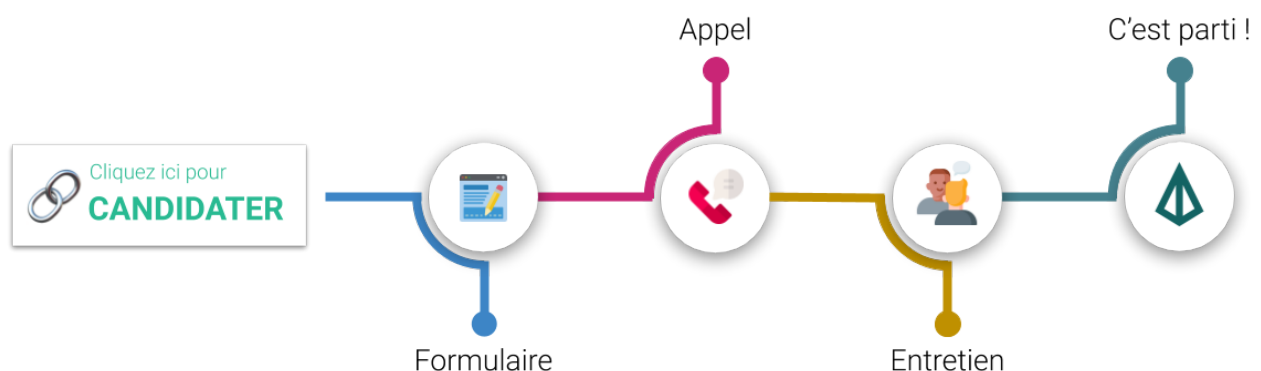 Cliquez ici pour
CANDIDATER
Formulaire
Appel
Entretien
C’est parti !